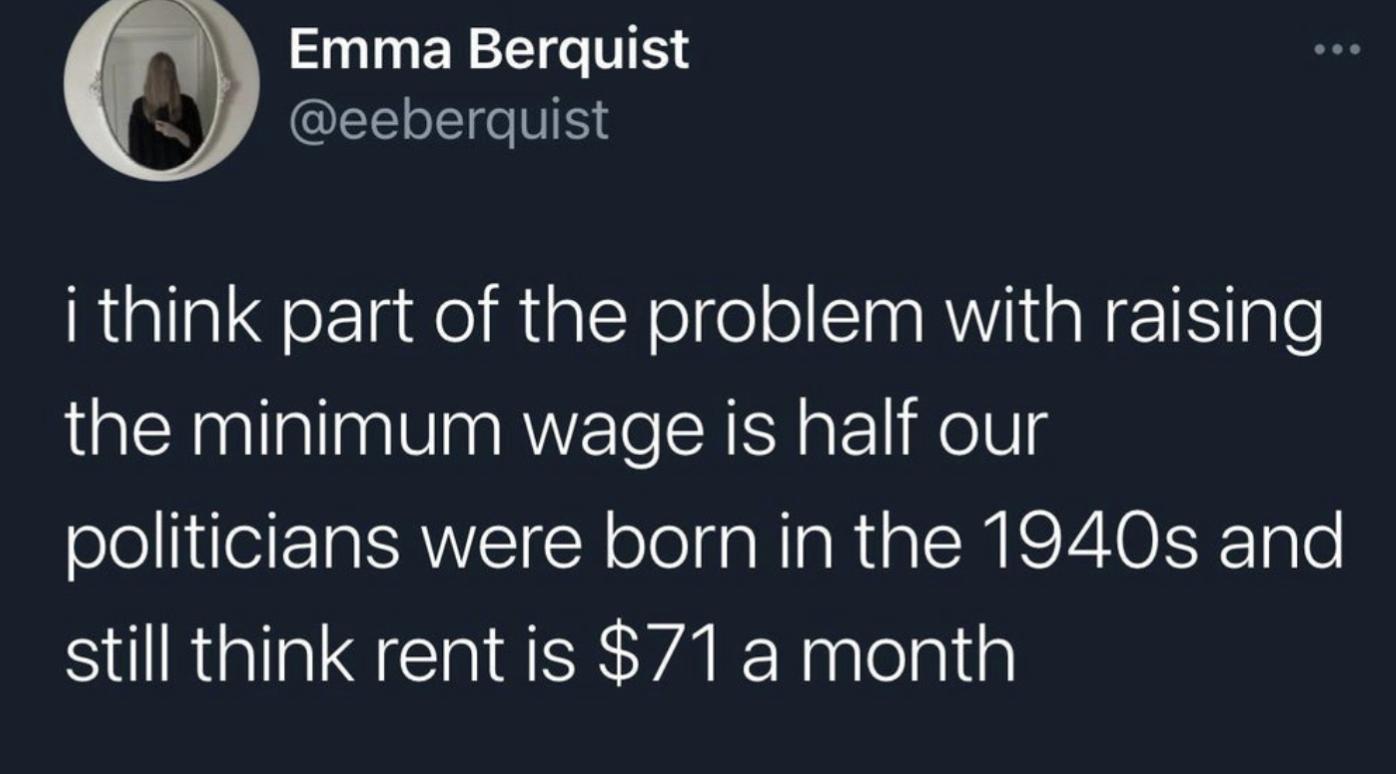 Emma Berquist
@eeberquist
i think part of the problem with raising
the minimum wage is half our
politicians were born in the 1940s and
still think rent is $71 a month